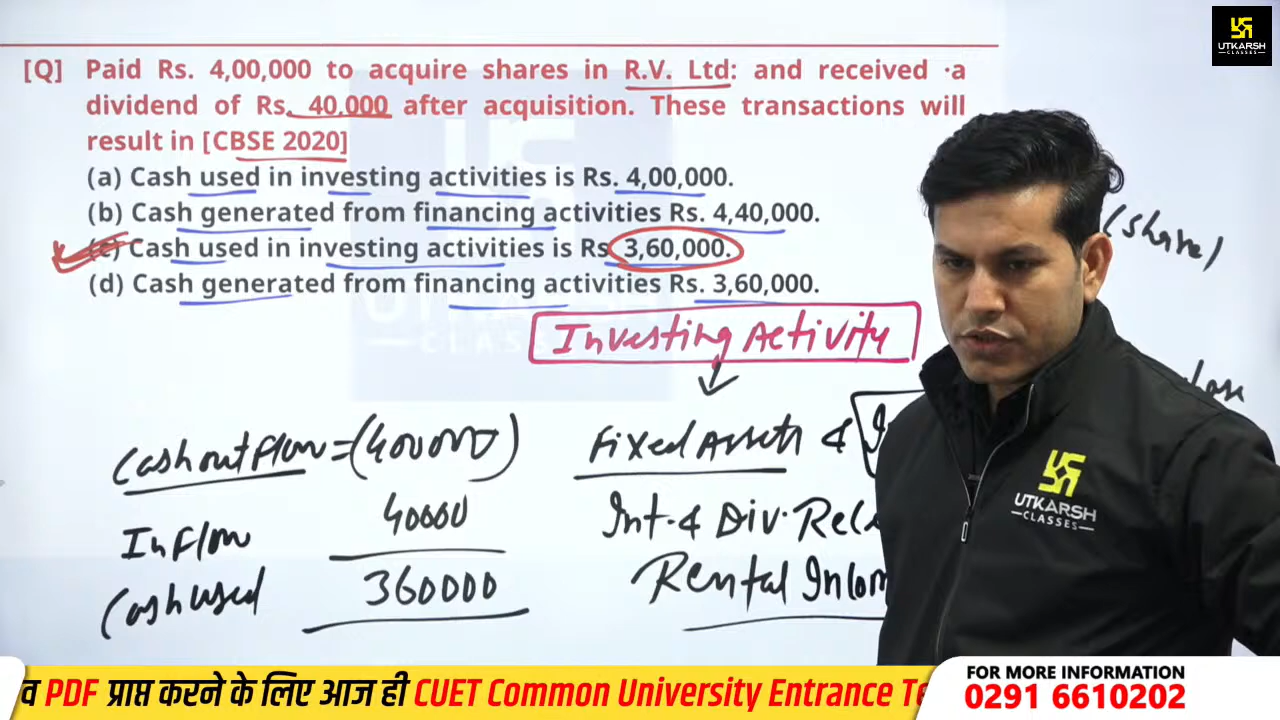 UTKARSH
CLASSES
[Q] Paid Rs. 4,00,000 to acquire shares in R.V. Ltd: and received a
dividend of Rs. 40.000 after acquisition. These transactions will
result in [CBSE 2020]
(a) Cash used in investing activities is Rs. 4,00,000.
(b) Cash generated from financing activities Rs. 4,40,000.
(c) Cash used in investing activities is Rs 3,60,000.
(d) Cash generated from financing activities Rs. 3,60,000.
(Share)
Investing Activity
Cash out flow = (400000)
Fixed Assets &
Inflow 40000
Int. & Div.
Cash used 360000
Rental
UTKARSH
CLASSES
व PDF प्राप्त करने के लिए आज ही CUET Common University Entrance Te
FOR MORE INFORMATION
0291 6610202